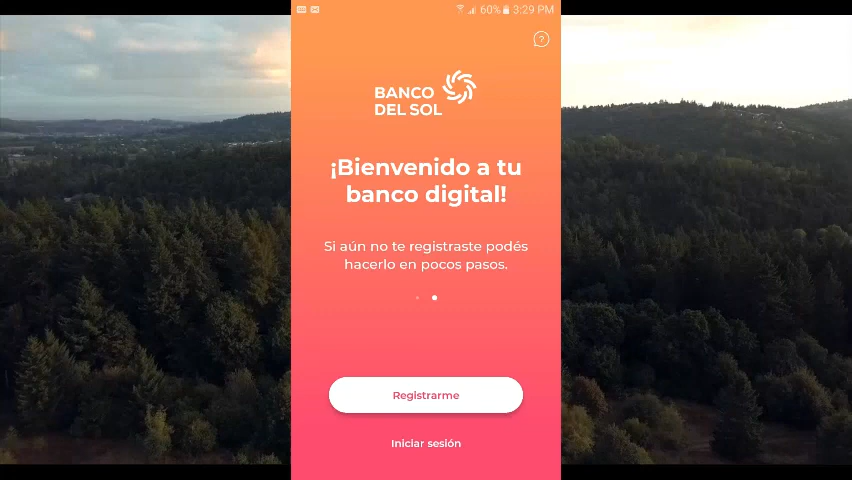 60% 3:29 PM
?
BANCO
DEL SOL
¡Bienvenido a tu
banco digital!
Si aún no te registraste podés
hacerlo en pocos pasos.
Registrarme
Iniciar sesión